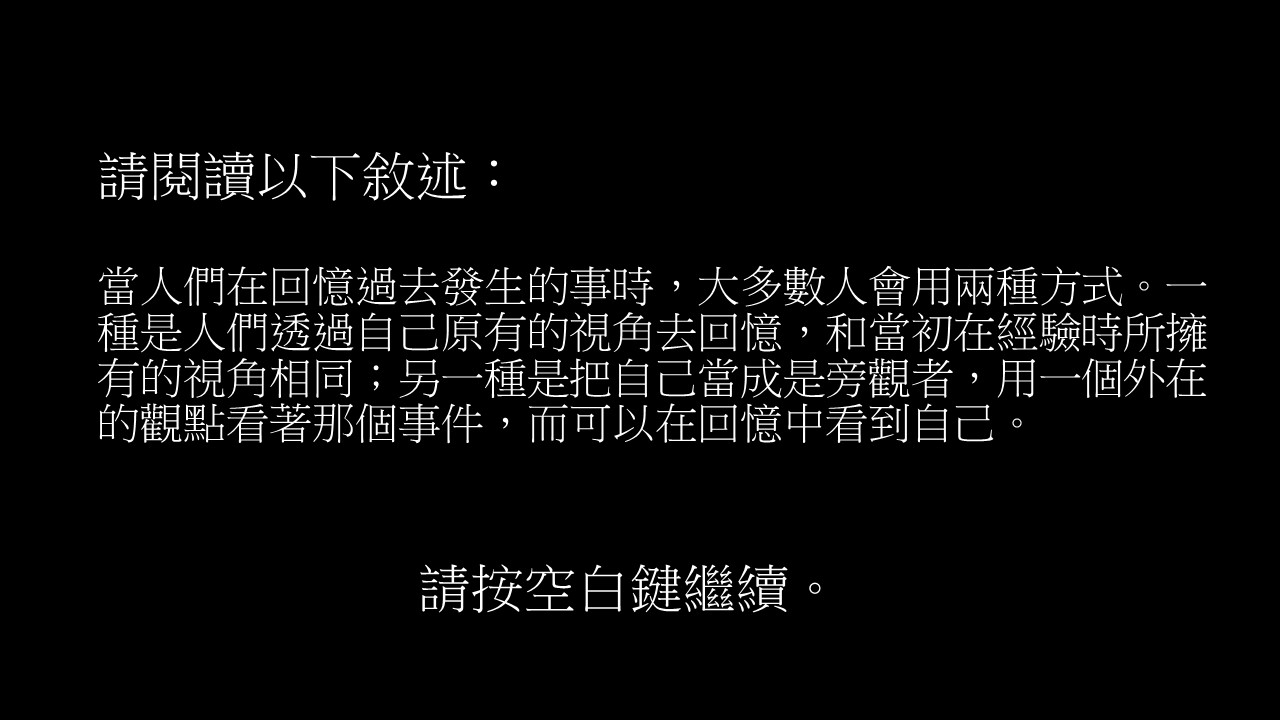 請閱讀以下敘述：
當人們在回憶過去發生的事時，大多數人會用兩種方式。一
種是人們透過自己原有的視角去回憶，和當初在經驗時所擁
有的視角相同；另一種是把自己當成是旁觀者，用一個外在
的觀點看著那個事件，而可以在回憶中看到自己。
請按空白鍵繼續。